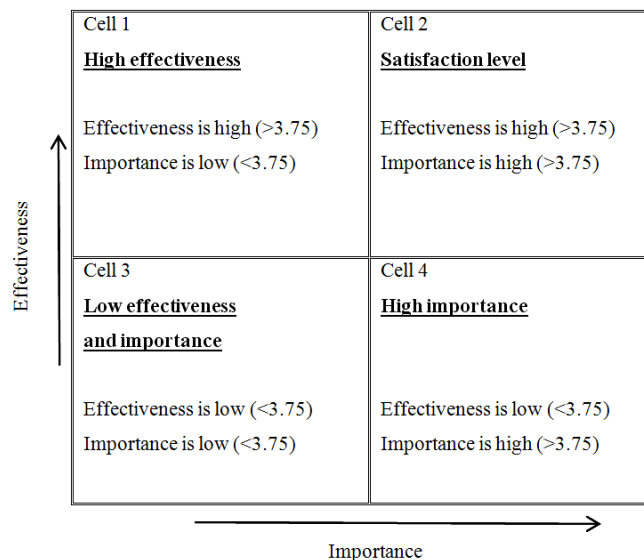 Cell 1
High effectiveness
Effectiveness is high (>3.75)
Importance is low (<3.75)
Cell 2
Satisfaction level
Effectiveness is high (>3.75)
Importance is high (>3.75)
Effectiveness
Cell 3
Low effectiveness
and importance
Effectiveness is low (<3.75)
Importance is low (<3.75)
Cell 4
High importance
Effectiveness is low (<3.75)
Importance is high (>3.75)
Importance